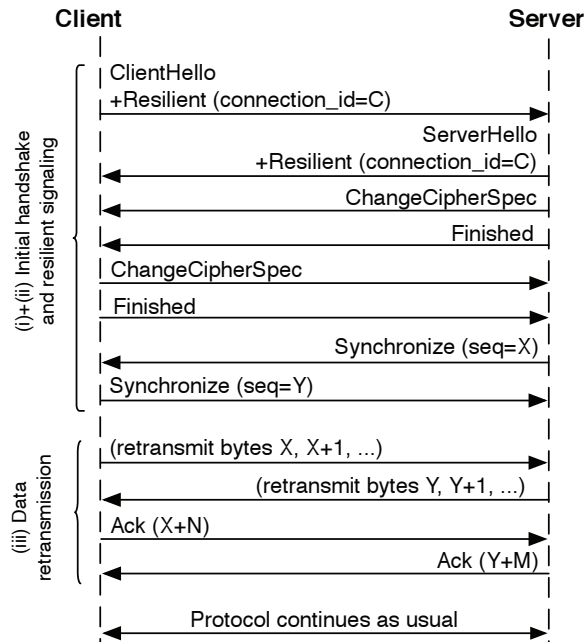 Client
Server
ClientHello
+Resilient (connection_id=C)
ServerHello
+Resilient (connection_id=C)
ChangeCipherSpec
Finished
ChangeCipherSpec
Finished
Synchronize (seq=X)
Synchronize (seq=Y)
(i)+(ii) Initial handshake
and resilient signaling
(retransmit bytes X, X+1, ...)
(retransmit bytes Y, Y+1, ...)
Ack (X+N)
Ack (Y+M)
(iii) Data
retransmission
Protocol continues as usual